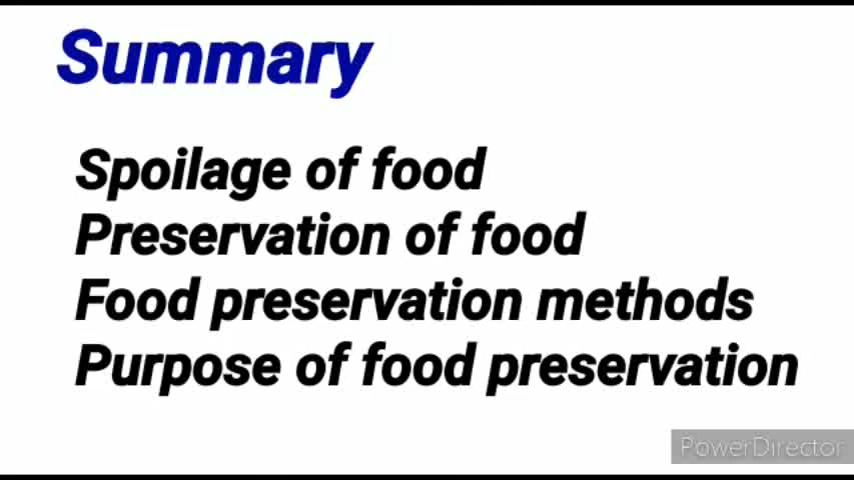 Summary
Spoilage of food
Preservation of food
Food preservation methods
Purpose of food preservation
PowerDirector